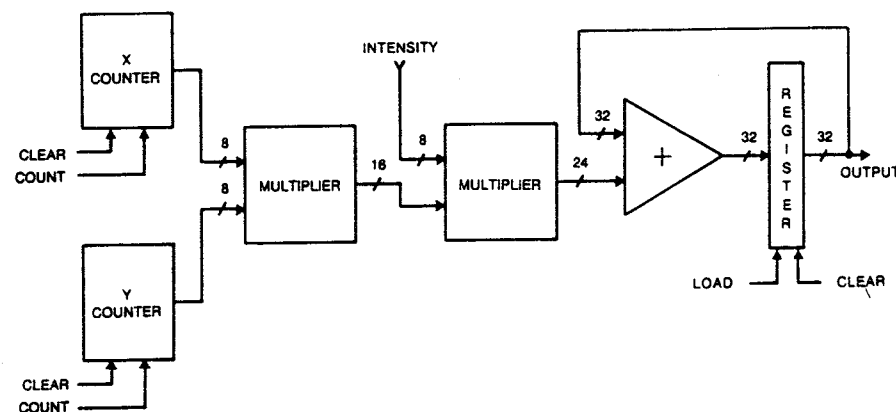 X
COUNTER
CLEAR
COUNT
8
8
MULTIPLIER
16
INTENSITY
8
MULTIPLIER
24
32
+
32
REGISTER
32
OUTPUT
LOAD
CLEAR
Y
COUNTER
CLEAR
COUNT